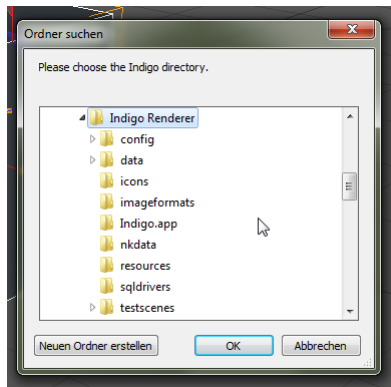 Ordner suchen
Please choose the Indigo directory.
Indigo Renderer
config
data
icons
imageformats
Indigo.app
nkdata
resources
sqldrivers
testscenes
Neuen Ordner erstellen OK Abbrechen